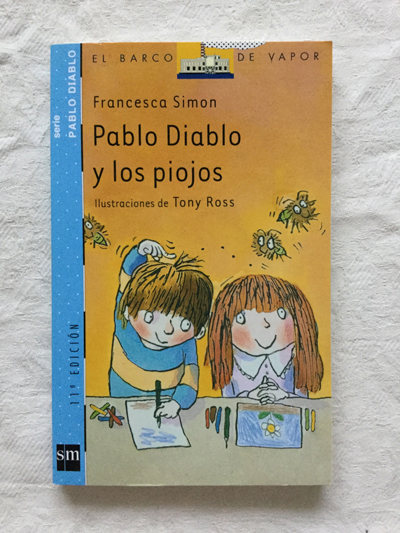 EL BARCO DE VAPOR
Francesca Simon
Pablo Diablo
y los piojos
Ilustraciones de Tony Ross
serie
PABLO DIABLO
11ª EDICIÓN
sm